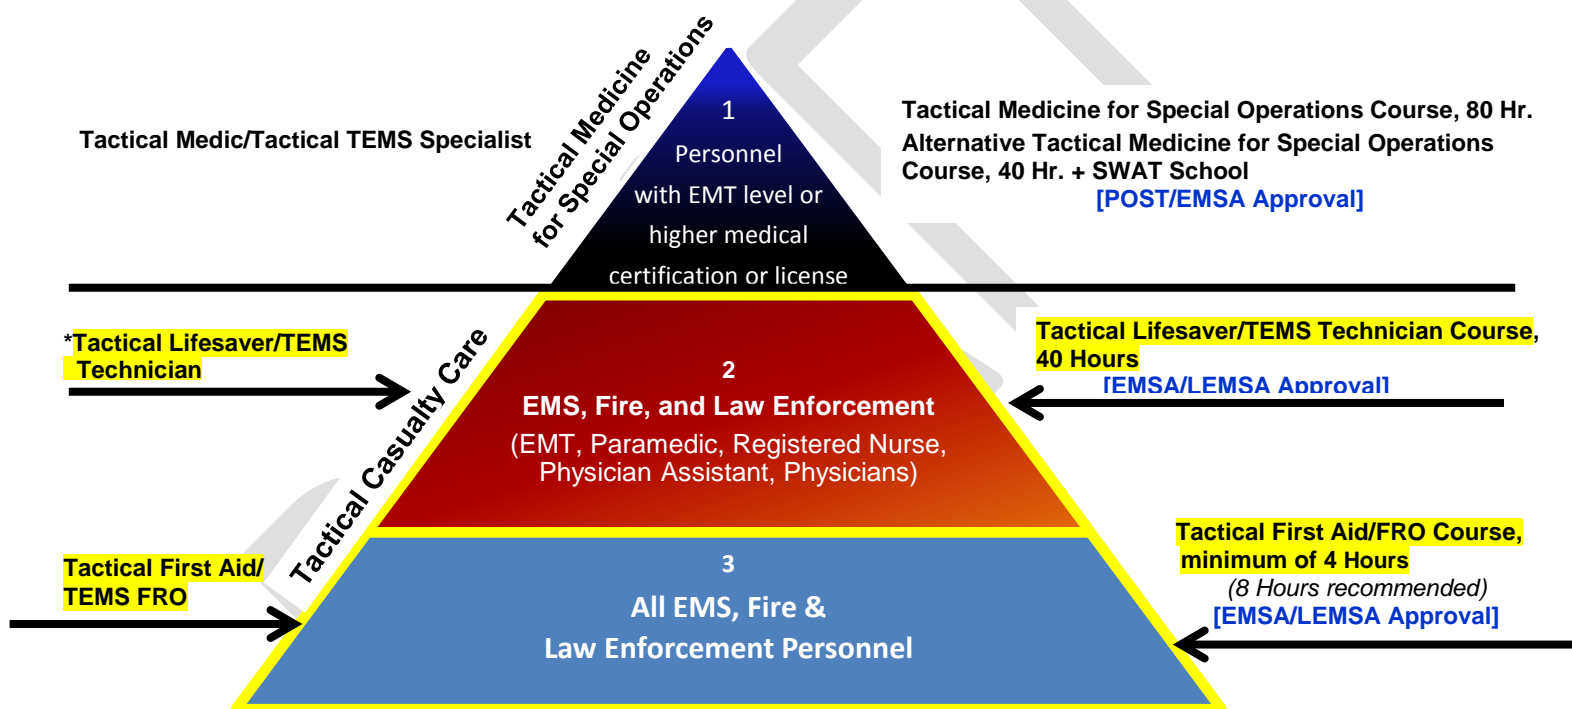 Tactical Medicine
for Special Operations
Tactical Medic/Tactical TEMS Specialist
1
Personnel
with EMT level or
higher medical
certification or license
Tactical Medicine for Special Operations Course, 80 Hr.
Alternative Tactical Medicine for Special Operations
Course, 40 Hr. + SWAT School
[POST/EMSA Approval]
*Tactical Lifesaver/TEMS
Technician
Tactical Casualty Care
2
EMS, Fire, and Law Enforcement
(EMT, Paramedic, Registered Nurse,
Physician Assistant, Physicians)
Tactical Lifesaver/TEMS Technician Course,
40 Hours
[EMSA/LEMSA Approval]
Tactical First Aid/
TEMS FRO
3
All EMS, Fire &
Law Enforcement Personnel
Tactical First Aid/FRO Course,
minimum of 4 Hours
(8 Hours recommended)
[EMSA/LEMSA Approval]